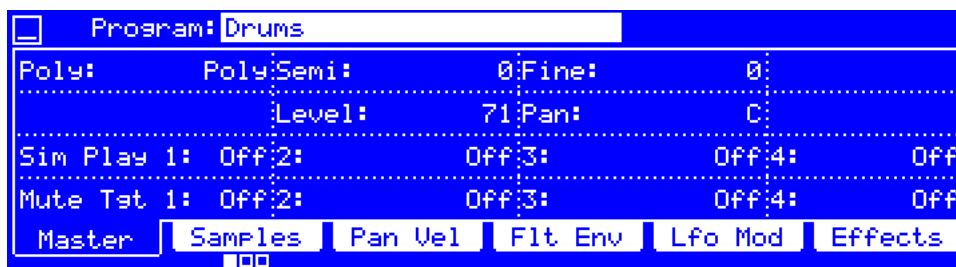 Program: Drums
Poly: Poly Semi: 0 Fine: 0
Level: 71 Pan: C
Sim Play 1: Off 2: Off 3: Off 4: Off
Mute Tgt 1: Off 2: Off 3: Off 4: Off
Master Samples Pan Vel Flt Env Lfo Mod Effects